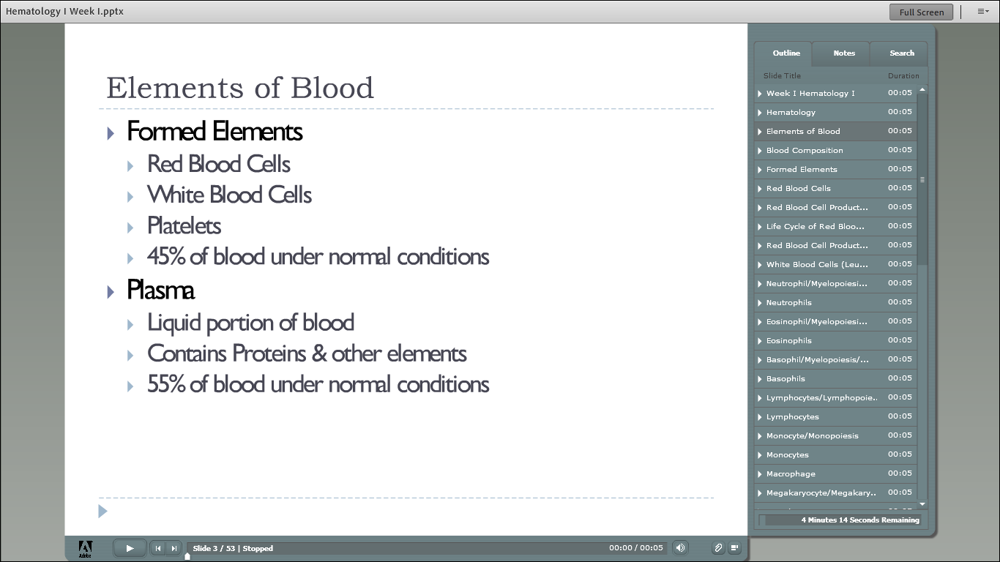 Hematology I Week I.pptx
Full Screen
Elements of Blood
Formed Elements
Red Blood Cells
White Blood Cells
Platelets
45% of blood under normal conditions
Plasma
Liquid portion of blood
Contains Proteins & other elements
55% of blood under normal conditions
Outline Notes Search
Slide Title Duration
Week I Hematology I 00:05
Hematology 00:05
Elements of Blood 00:05
Blood Composition 00:05
Formed Elements 00:05
Red Blood Cells 00:05
Red Blood Cell Product... 00:05
Life Cycle of Red Bloo... 00:05
Red Blood Cell Product... 00:05
White Blood Cells (Leu... 00:05
Neutrophil/Myelopoiesi... 00:05
Neutrophils 00:05
Eosinophil/Myelopoiesi... 00:05
Eosinophils 00:05
Basophil/Myelopoiesis/... 00:05
Basophils 00:05
Lymphocytes/Lymphopoie.. 00:05
Lymphocytes 00:05
Monocyte/Monopoiesis 00:05
Monocytes 00:05
Macrophage 00:05
Megakaryocyte/Megakary.. 00:05
4 Minutes 14 Seconds Remaining
Adobe
Slide 3 / 53 | Stopped 00:00 / 00:05